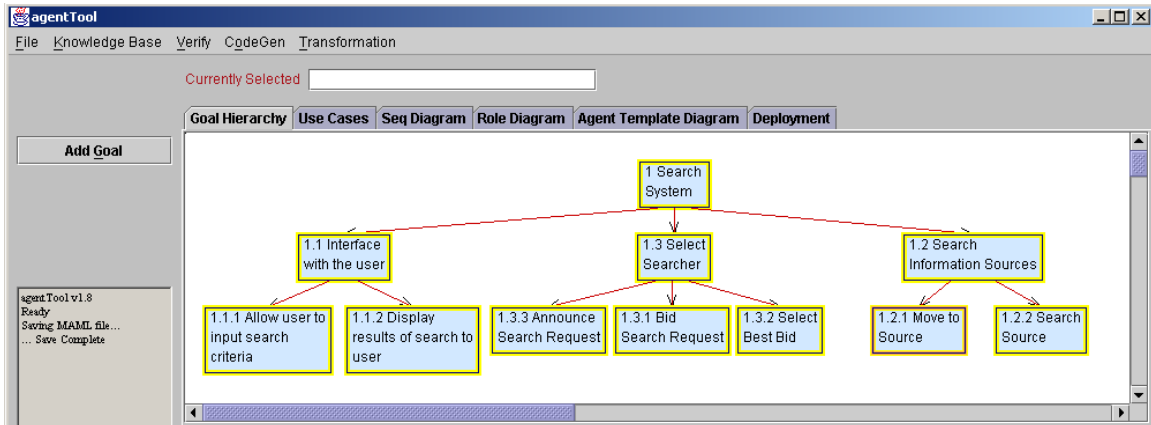 agentTool
File Knowledge Base Verify CodeGen Transformation
Currently Selected
Goal Hierarchy Use Cases Seq Diagram Role Diagram Agent Template Diagram Deployment
Add Goal
1 Search
System
1.1 Interface
with the user
1.3 Select
Searcher
1.2 Search
Information Sources
1.1.1 Allow user to
input search
criteria
1.1.2 Display
results of search to
user
1.3.3 Announce
Search Request
1.3.1 Bid
Search Request
1.3.2 Select
Best Bid
1.2.1 Move to
Source
1.2.2 Search
Source
agentTool v1.8
Ready
Saving MAML file...
... Save Complete